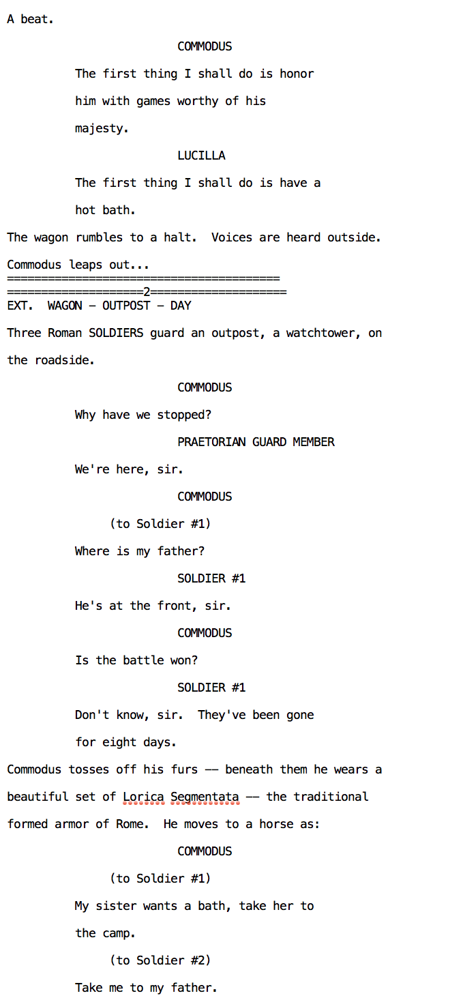 A beat.
COMMODUS
The first thing I shall do is honor
him with games worthy of his
majesty.
LUCILLA
The first thing I shall do is have a
hot bath.
The wagon rumbles to a halt.  Voices are heard outside.
Commodus leaps out...
========================================
====================2====================
EXT.  WAGON — OUTPOST — DAY
Three Roman SOLDIERS guard an outpost, a watchtower, on
the roadside.
COMMODUS
Why have we stopped?
PRAETORIAN GUARD MEMBER
We're here, sir.
COMMODUS
(to Soldier #1)
Where is my father?
SOLDIER #1
He's at the front, sir.
COMMODUS
Is the battle won?
SOLDIER #1
Don't know, sir.  They've been gone
for eight days.
Commodus tosses off his furs —— beneath them he wears a
beautiful set of Lorica Segmentata —— the traditional
formed armor of Rome.  He moves to a horse as:
COMMODUS
(to Soldier #1)
My sister wants a bath, take her to
the camp.
(to Soldier #2)
Take me to my father.